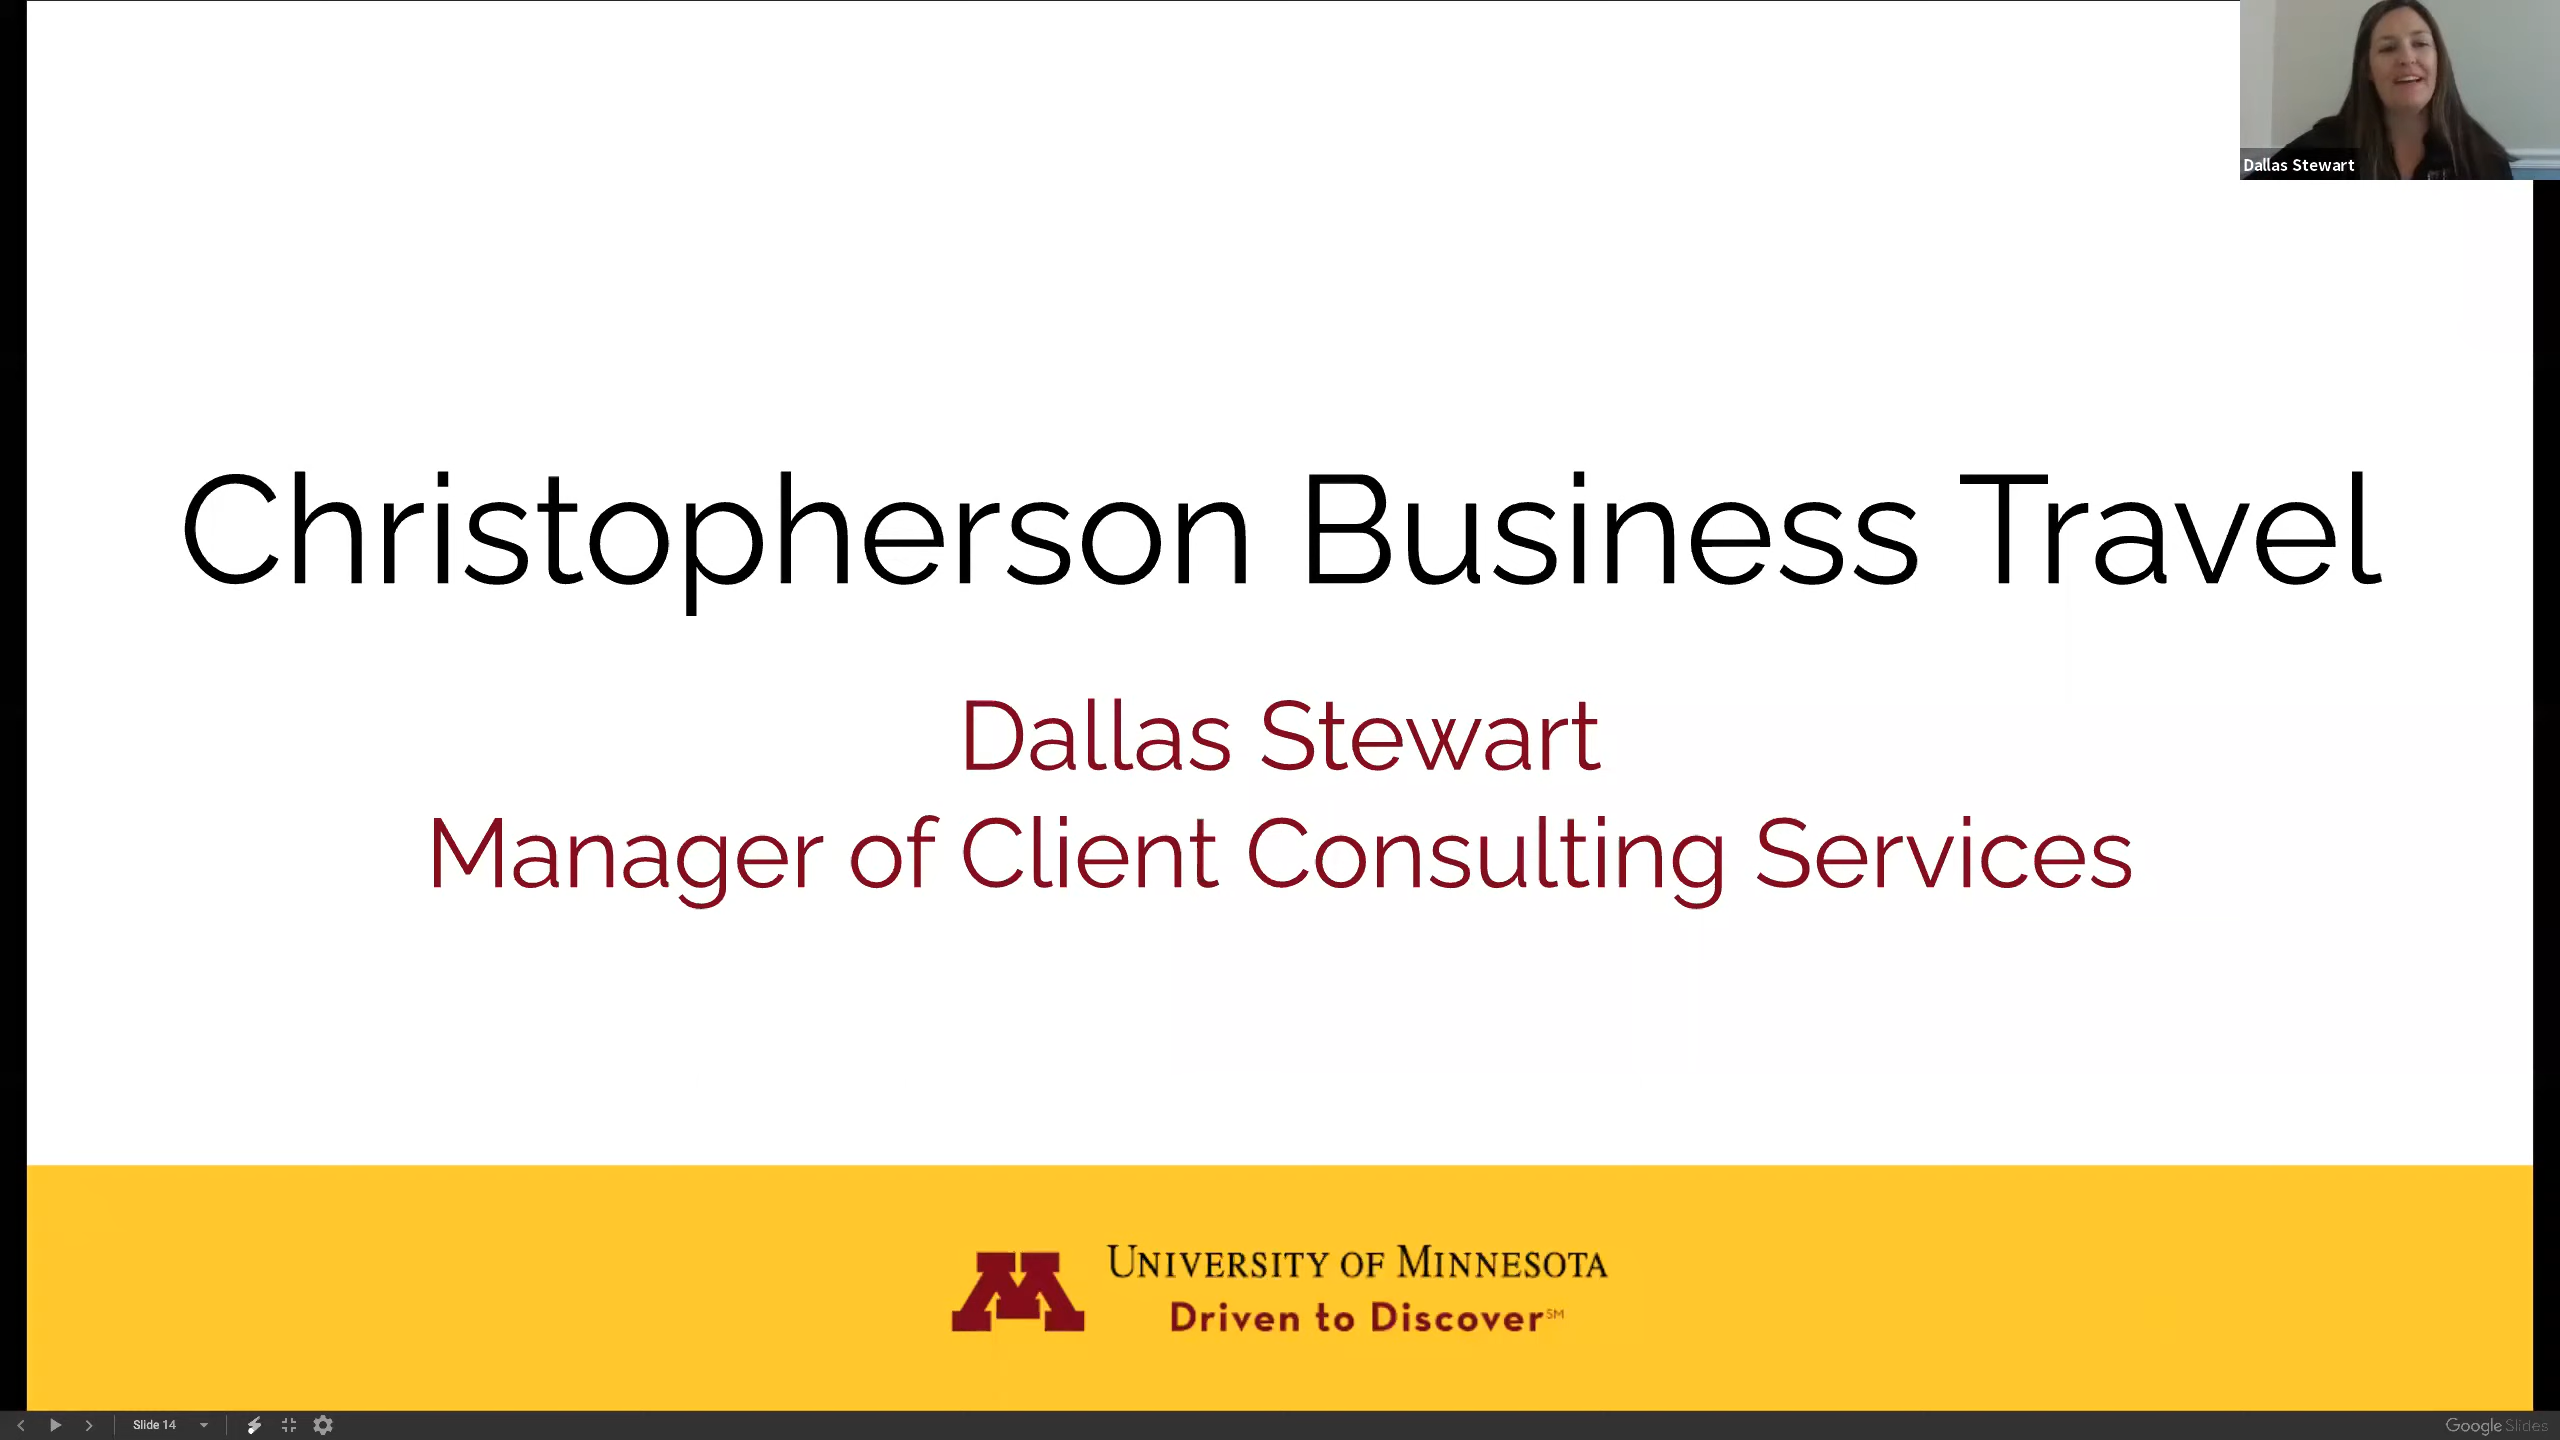 Dallas Stewart
Christopherson Business Travel
Dallas Stewart
Manager of Client Consulting Services
UNIVERSITY OF MINNESOTA
Driven to Discover℠
Slide 14
Google Slides